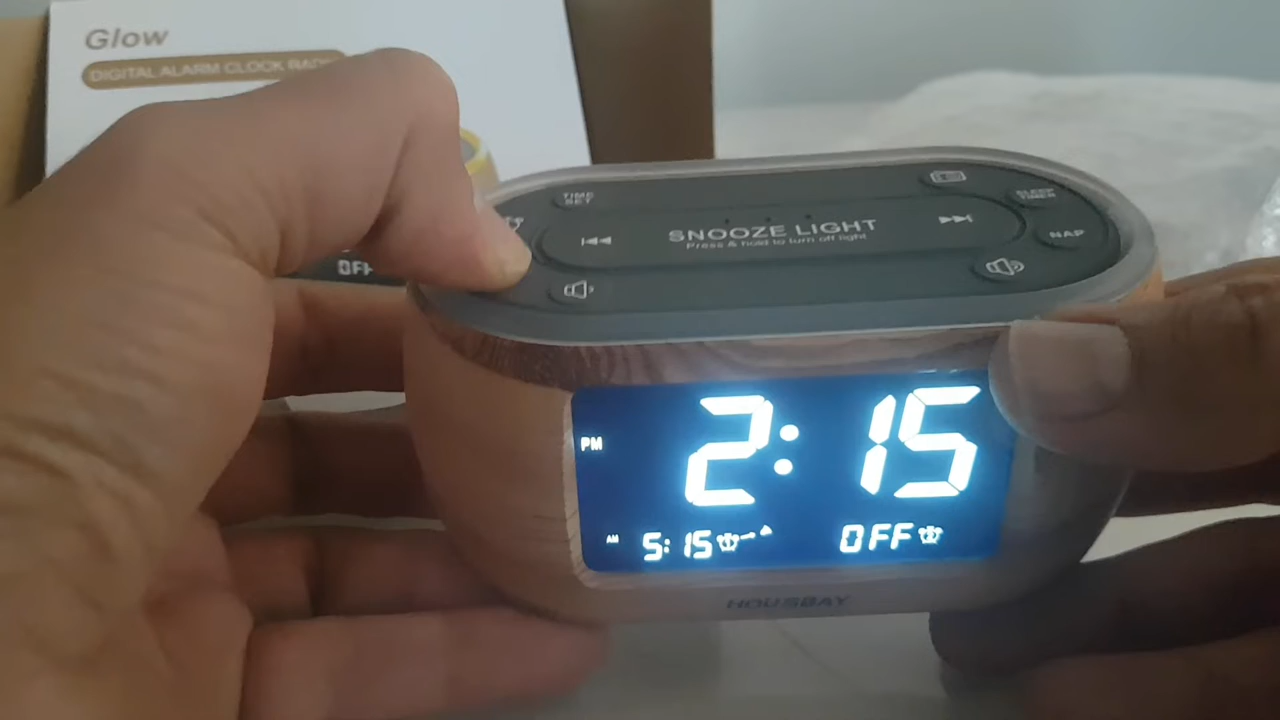 Glow
DIGITAL ALARM CLOCK
OFF
TIME
SET
SLEEP
TIMER
SNOOZE LIGHT
Press & hold to turn off light
NAP
PM
2:15
AM
5:15
OFF
HOUSBAY